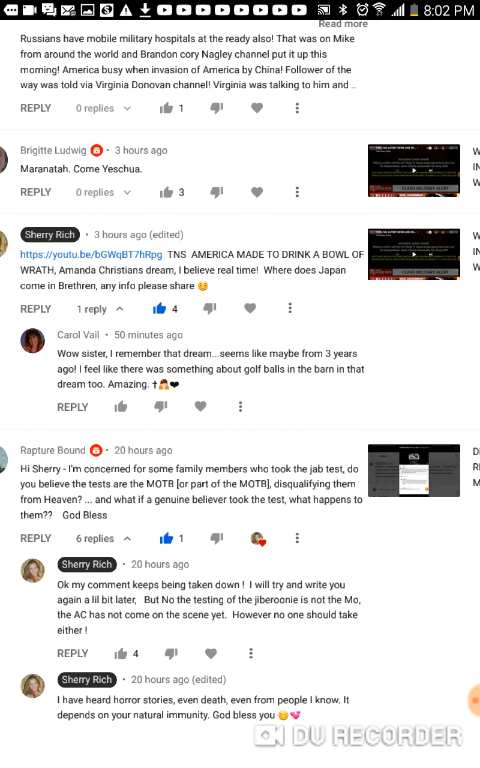 8:02 PM
Read more
Russians have mobile military hospitals at the ready also! That was on Mike
from around the world and Brandon cory Nagley channel put it up this
morning! America busy when invasion of America by China! Follower of the
way was told via Virginia Donovan channel! Virginia was talking to him and ..
REPLY 0 replies 1
Brigitte Ludwig • 3 hours ago
Maranatah. Come Yeschua.
REPLY 0 replies 3
FLASH MILITARY ALERT
W
IN
W
Sherry Rich • 3 hours ago (edited)
https://youtu.be/bGWqBT7hRpg TNS AMERICA MADE TO DRINK A BOWL OF
WRATH, Amanda Christians dream, I believe real time! Where does Japan
come in Brethren, any info please share 😊
REPLY 1 reply 4
FLASH MILITARY ALERT
W
IN
W
Carol Vail • 50 minutes ago
Wow sister, I remember that dream...seems like maybe from 3 years
ago! I feel like there was something about golf balls in the barn in that
dream too. Amazing. ✝🙏❤
REPLY
Rapture Bound • 20 hours ago
Hi Sherry - I'm concerned for some family members who took the jab test, do
you believe the tests are the MOTB [or part of the MOTB], disqualifying them
from Heaven? ... and what if a genuine believer took the test, what happens to
them?? God Bless
REPLY 6 replies 1
Sherry Rich • 20 hours ago
Ok my comment keeps being taken down ! I will try and write you
again a lil bit later, But No the testing of the jiberoonie is not the Mo,
the AC has not come on the scene yet. However no one should take
either !
REPLY 4
Sherry Rich • 20 hours ago (edited)
I have heard horror stories, even death, even from people I know. It
depends on your natural immunity. God bless you 😊💞
DU RECORDER